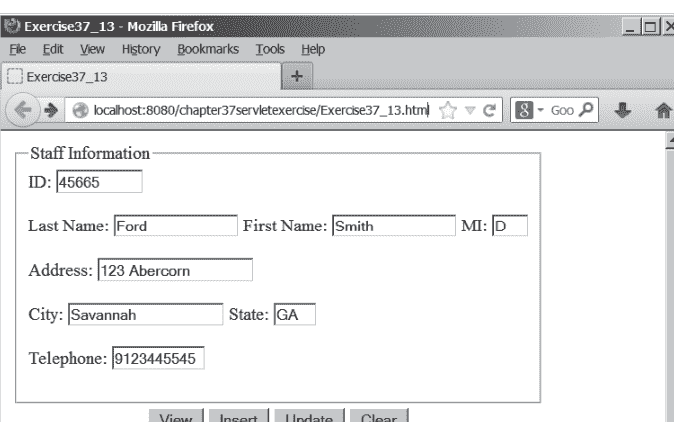 Exercise37_13 - Mozilla Firefox
File Edit View History Bookmarks Tools Help
Exercise37_13 +
localhost:8080/chapter37servletexercise/Exercise37_13.html 8 Goo
Staff Information
ID: 45665
Last Name: Ford First Name: Smith MI: D
Address: 123 Abercorn
City: Savannah State: GA
Telephone: 9123445545
View Insert Update Clear